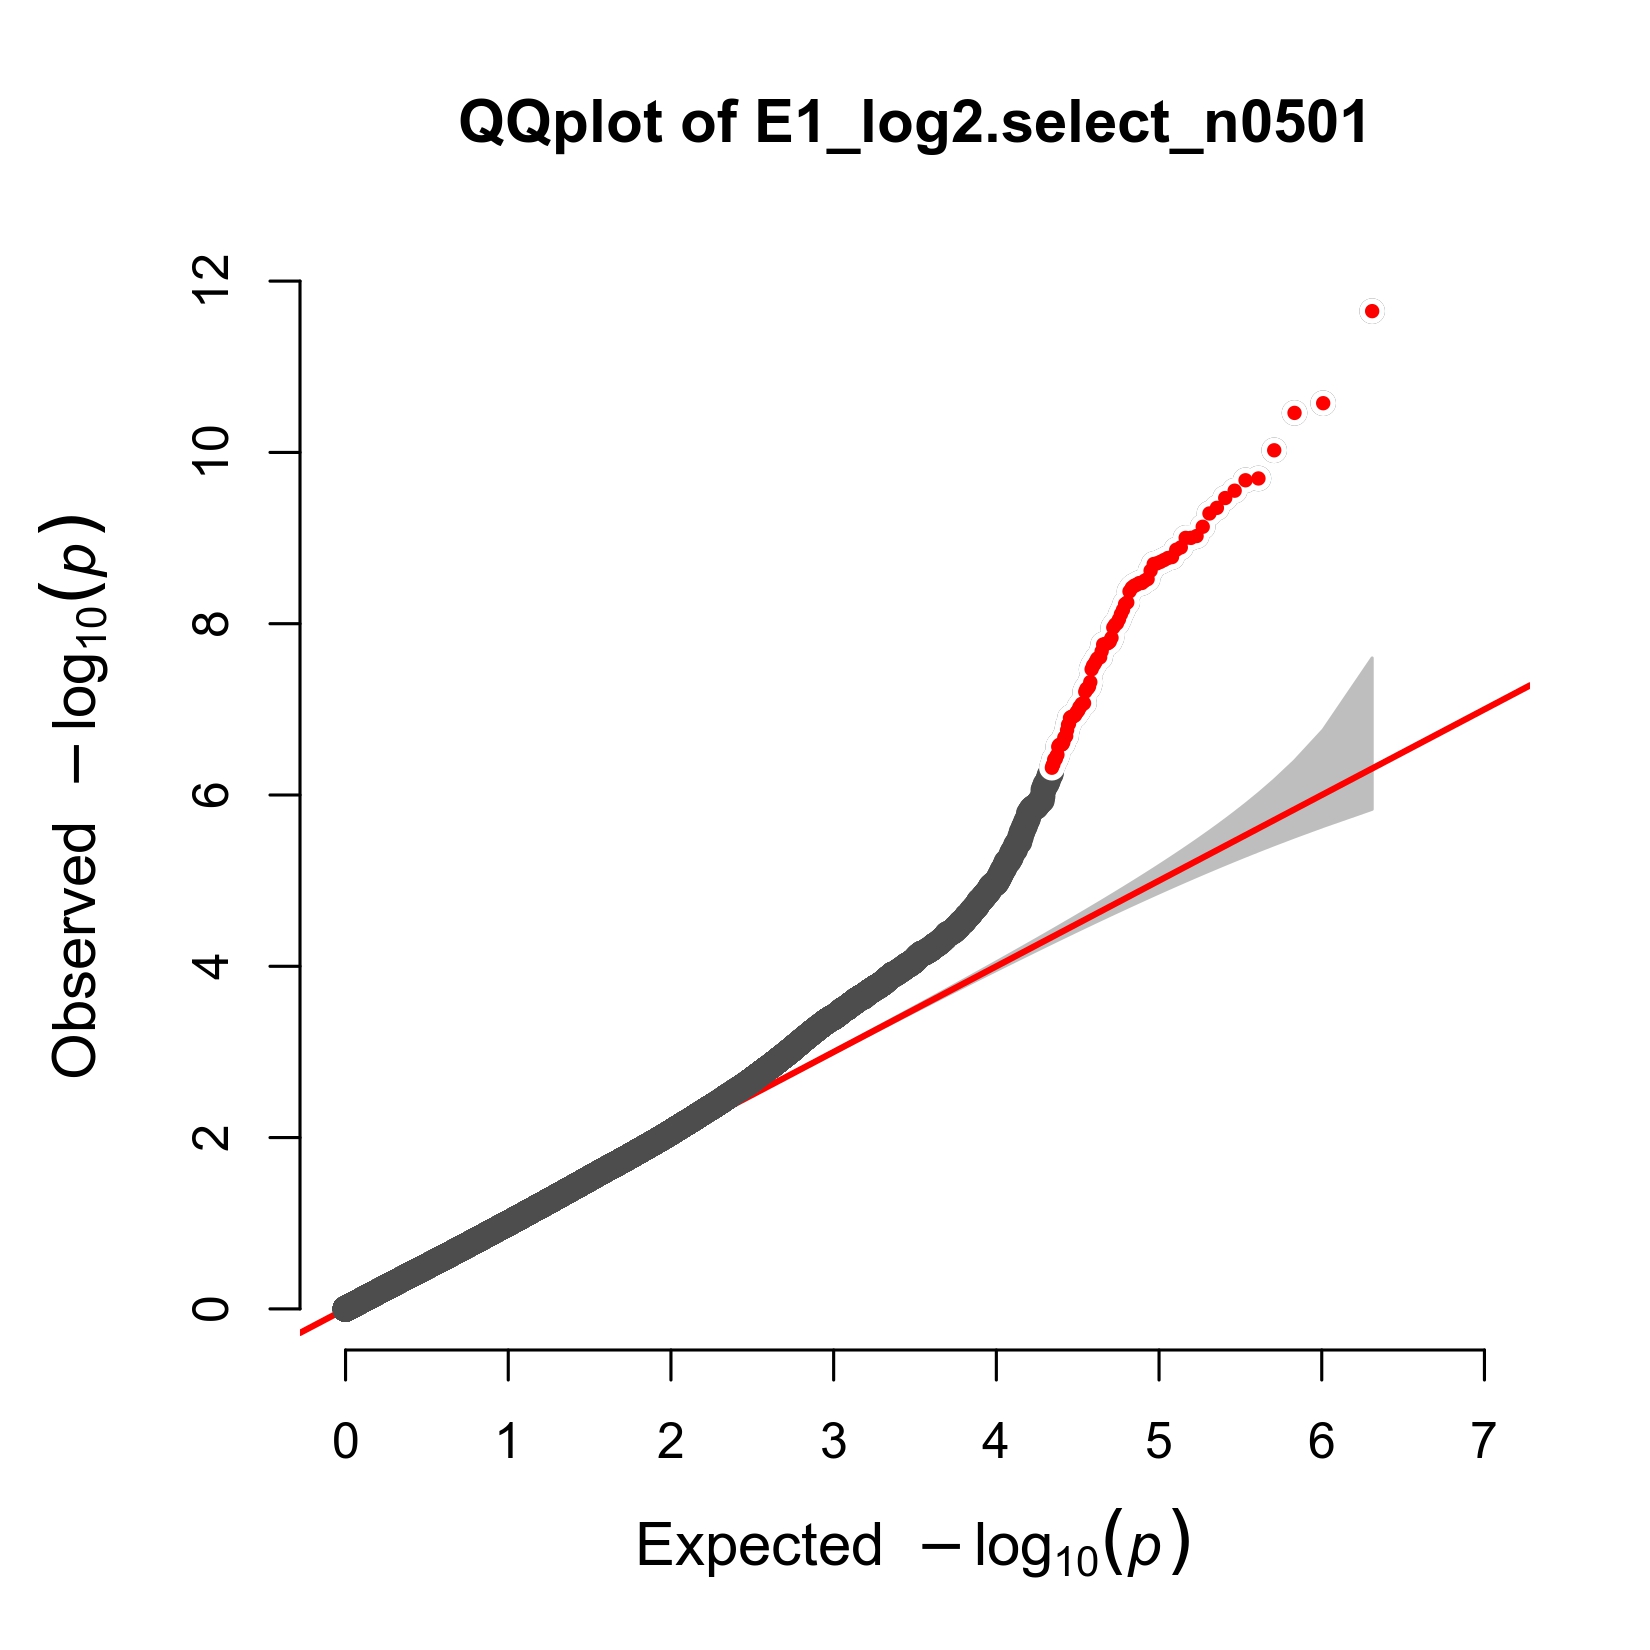 QQplot of E1_log2.select_n0501
Observed −log₁₀(p)
12
10
8
6
4
2
0
0 1 2 3 4 5 6 7
Expected −log₁₀(p)